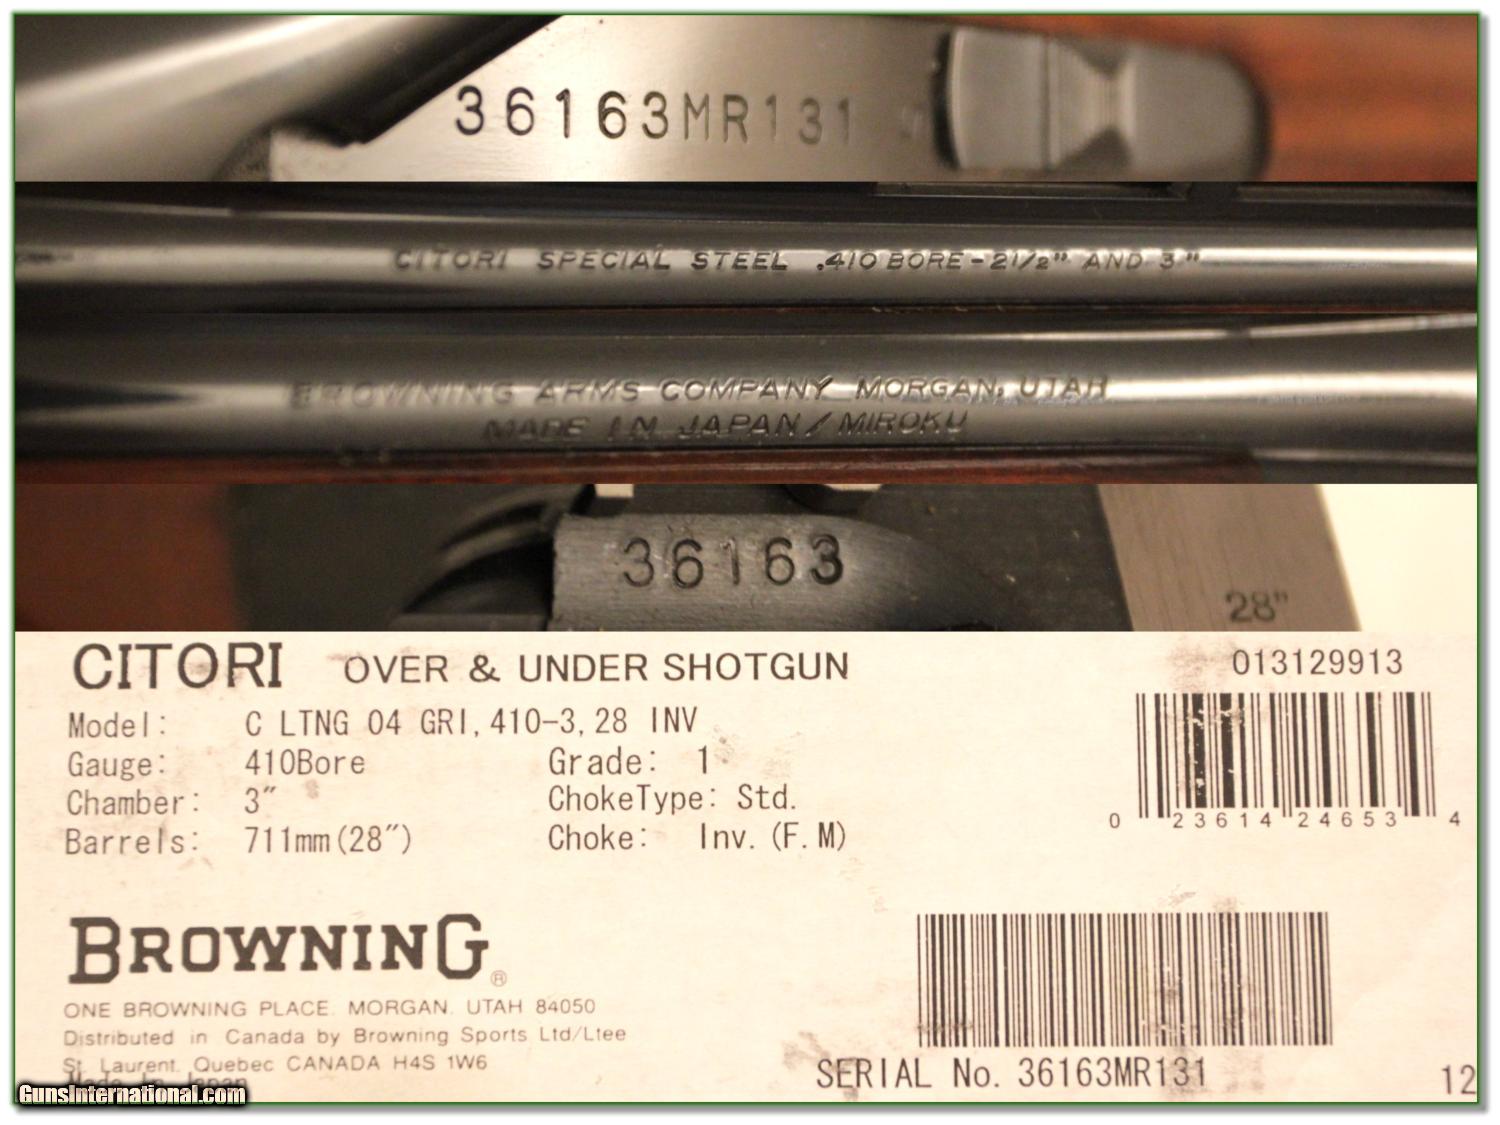 36163MR131
CITORI SPECIAL STEEL .410 BORE-2 1/2" AND 3"
BROWNING ARMS COMPANY MORGAN, UTAH
MADE IN JAPAN/MIROKU
36163
28"
CITORI OVER & UNDER SHOTGUN
013129913
Model: C LTNG 04 GRI,410-3,28 INV
Gauge: 410Bore Grade: 1
Chamber: 3" ChokeType: Std.
Barrels: 711mm(28") Choke: Inv.(F.M)
0 23614 24653 4
BROWNING®
ONE BROWNING PLACE. MORGAN. UTAH 84050
Distributed in Canada by Browning Sports Ltd/Ltee
St. Laurent. Quebec CANADA H4S 1W6
Made in Japan
SERIAL No. 36163MR131
12
GunsInternational.com